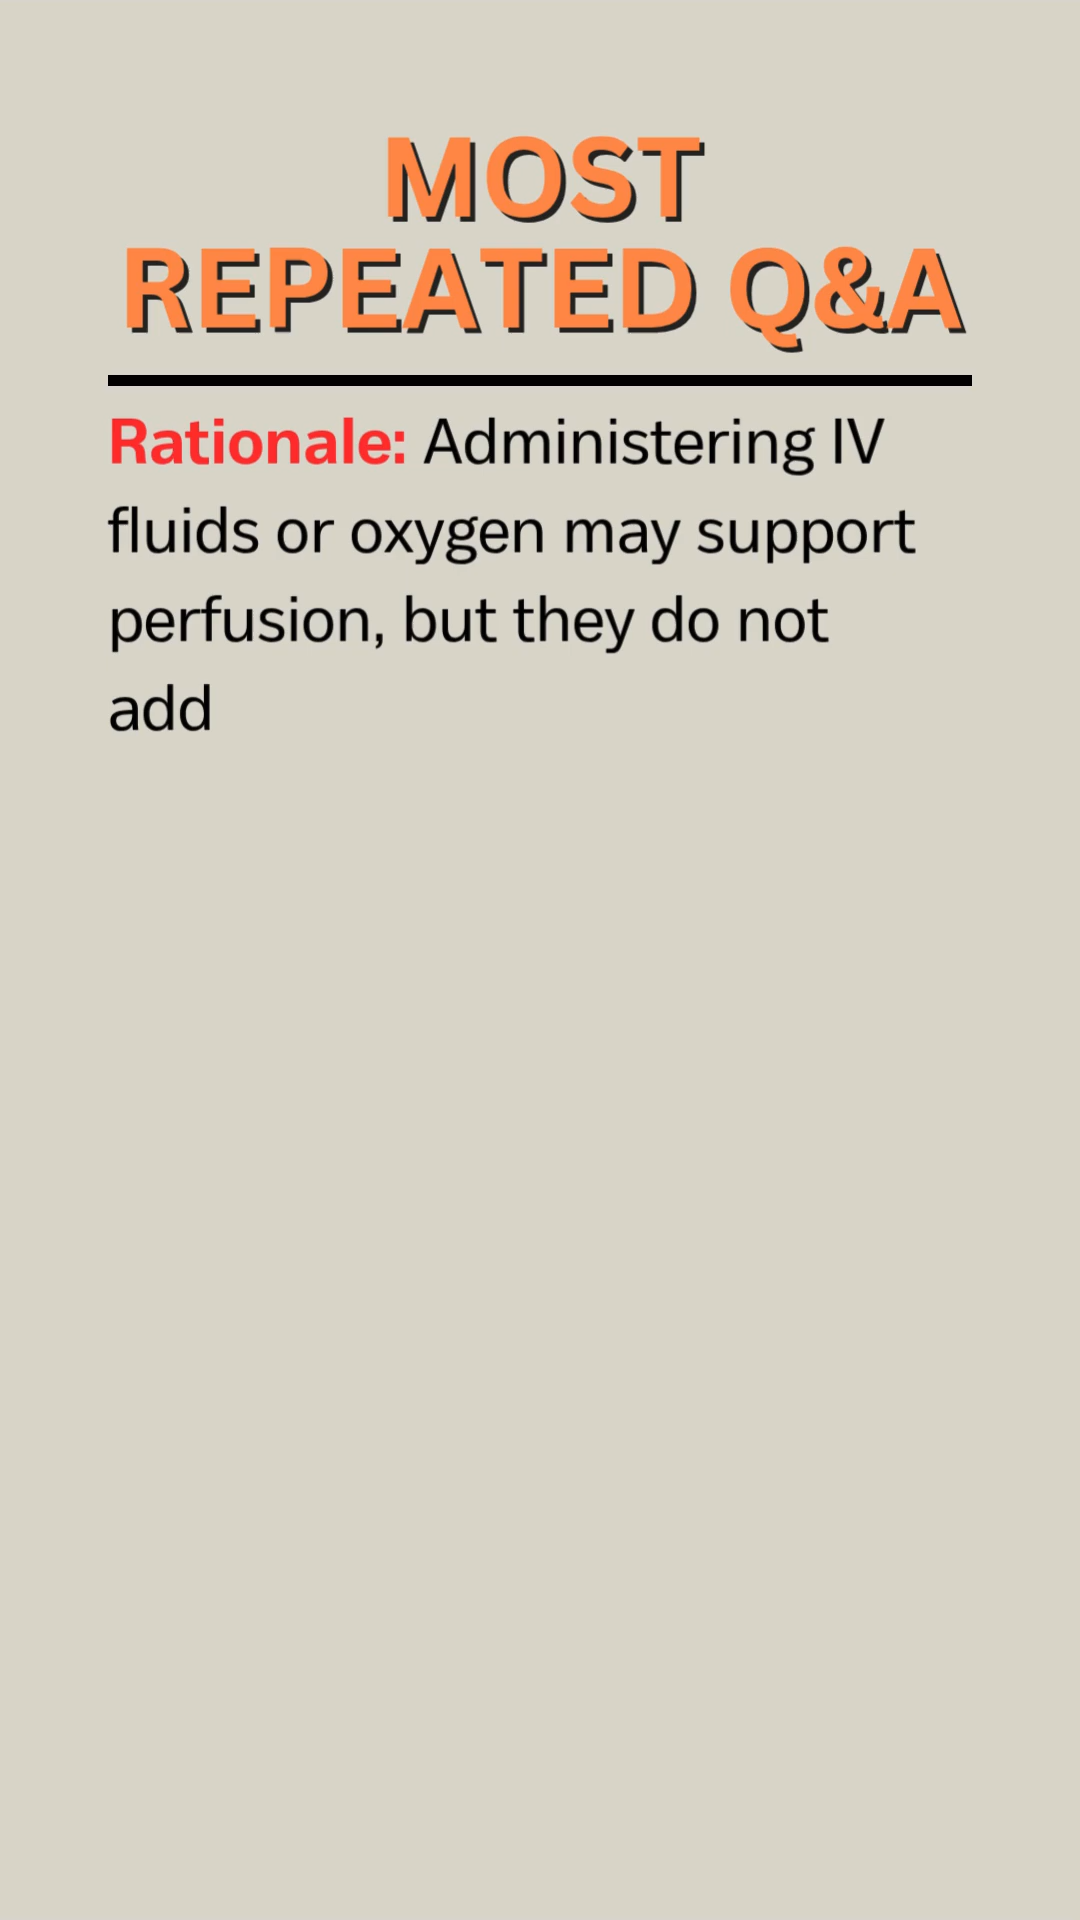 MOST
REPEATED Q&A
Rationale: Administering IV
fluids or oxygen may support
perfusion, but they do not
add